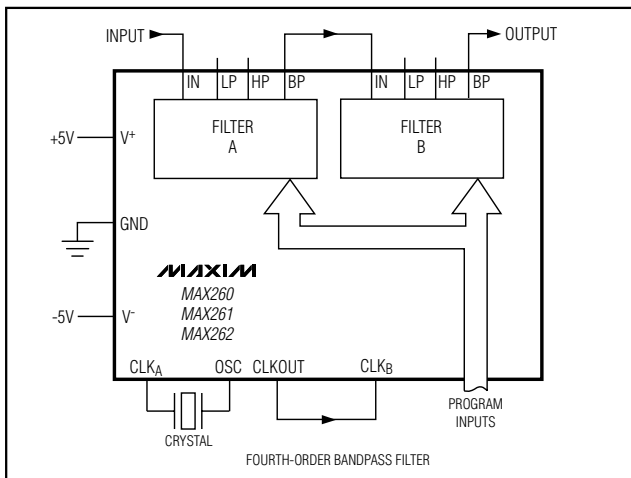 INPUT OUTPUT
IN LP HP BP IN LP HP BP
FILTER A
FILTER B
+5V V+
GND
MAXIM
MAX260
MAX261
MAX262
-5V V-
CLKA OSC CLKOUT CLKB
CRYSTAL
PROGRAM
INPUTS
FOURTH-ORDER BANDPASS FILTER